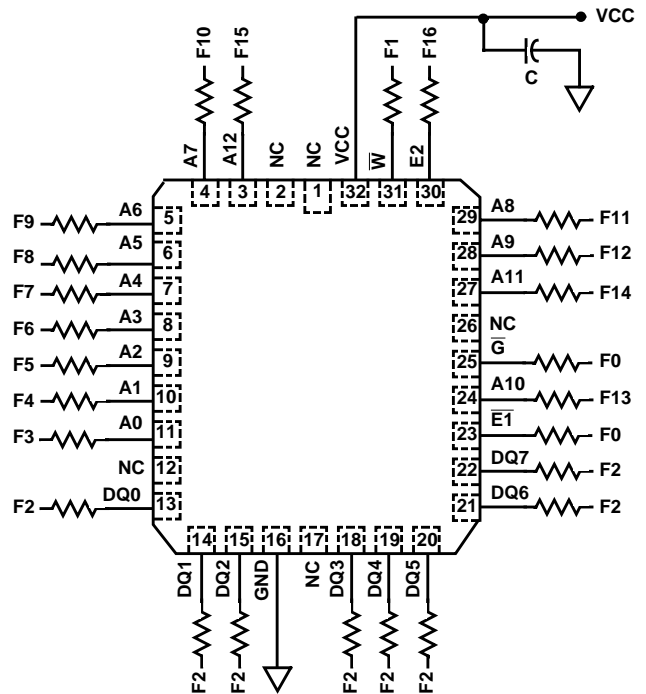 VCC
C
F10
F15
F1
F16
A7
A12
NC
NC
VCC
W̅
E2
4
3
2
1
32
31
30
F9
A6
5
F8
A5
6
F7
A4
7
F6
A3
8
F5
A2
9
F4
A1
10
F3
A0
11
NC
12
F2
DQ0
13
29
A8
F11
28
A9
F12
27
A11
F14
26
NC
25
G̅
F0
24
A10
F13
23
E̅1̅
F0
22
DQ7
F2
21
DQ6
F2
14
15
16
17
18
19
20
DQ1
DQ2
GND
NC
DQ3
DQ4
DQ5
F2
F2
F2
F2
F2